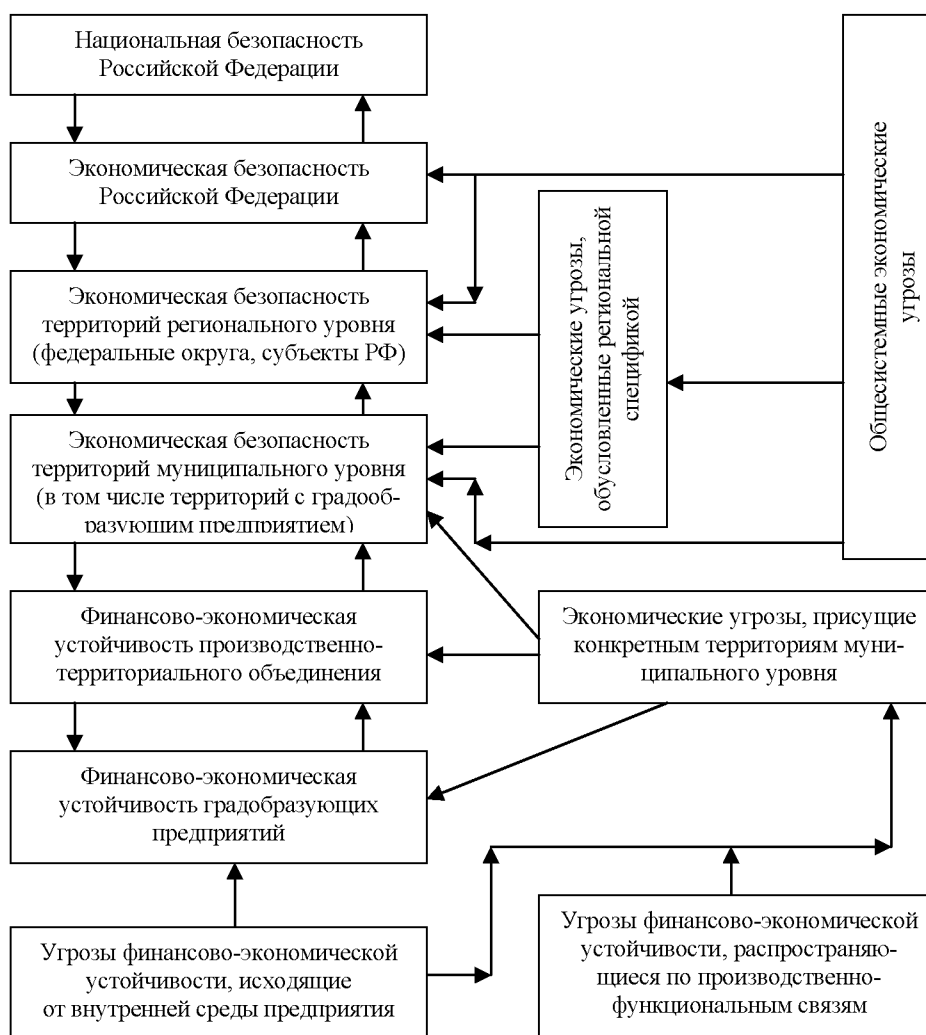 Национальная безопасность
Российской Федерации
Экономическая безопасность
Российской Федерации
Экономическая безопасность
территорий регионального уровня
(федеральные округа, субъекты РФ)
Экономическая безопасность
территорий муниципального уровня
(в том числе территорий с градооб-
разующим предприятием)
Финансово-экономическая
устойчивость производственно-
территориального объединения
Финансово-экономическая
устойчивость градобразующих
предприятий
Угрозы финансово-экономической
устойчивости, исходящие
от внутренней среды предприятия
Экономические угрозы,
обусловленные региональной
спецификой
Общесистемные экономические
угрозы
Экономические угрозы, присущие
конкретным территориям муни-
ципального уровня
Угрозы финансово-экономической
устойчивости, распространяю-
щиеся по производственно-
функциональным связям